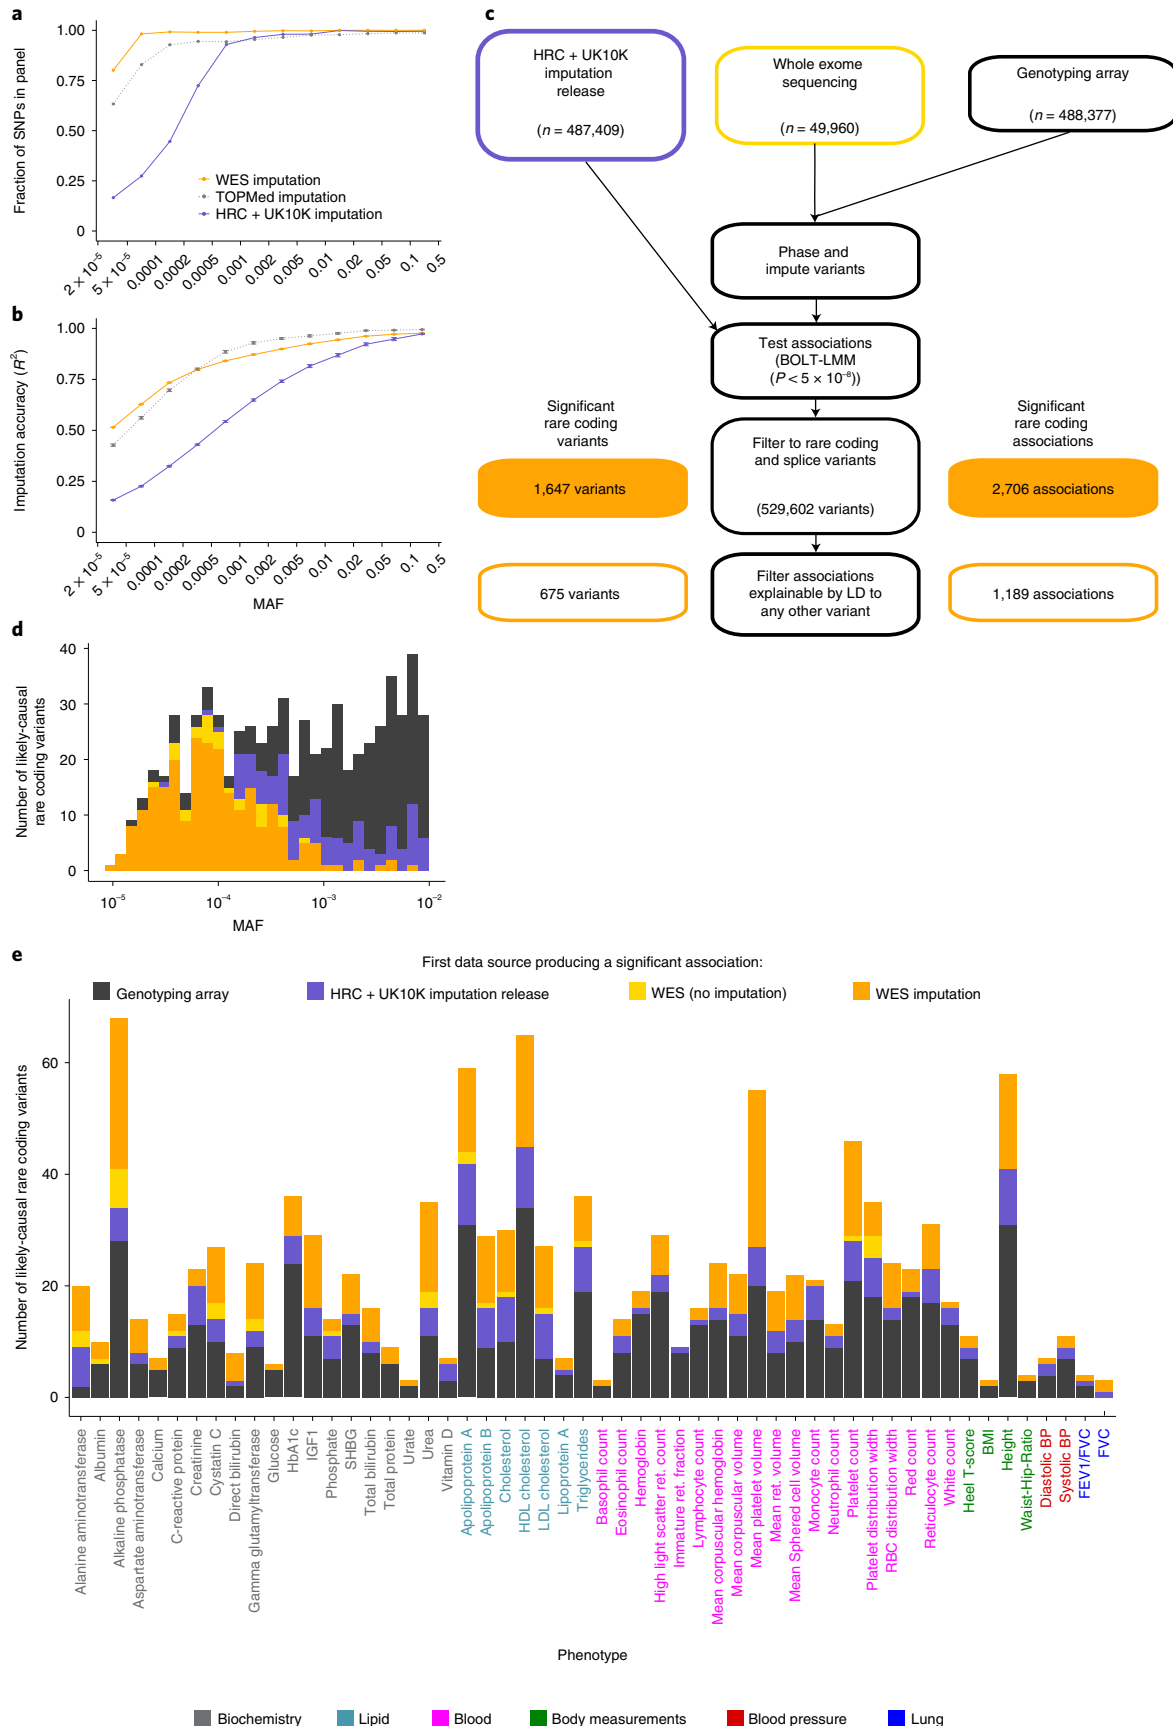 a
1.00
0.75
0.50
0.25
0
Fraction of SNPs in panel
WES imputation
TOPMed imputation
HRC + UK10K imputation
2 × 10⁻⁵
5 × 10⁻⁵
0.0001
0.0002
0.0005
0.001
0.002
0.005
0.01
0.02
0.05
0.1
0.5
b
1.00
0.75
0.50
0.25
0
Imputation accuracy (R²)
2 × 10⁻⁵
5 × 10⁻⁵
0.0001
0.0002
0.0005
0.001
0.002
0.005
0.01
0.02
0.05
0.1
0.5
MAF
c
HRC + UK10K
imputation
release
(n = 487,409)
Whole exome
sequencing
(n = 49,960)
Genotyping array
(n = 488,377)
Phase and
impute variants
Test associations
(BOLT-LMM
(P < 5 × 10⁻⁸))
Significant
rare coding
variants
Filter to rare coding
and splice variants
(529,602 variants)
Significant
rare coding
associations
1,647 variants
2,706 associations
675 variants
Filter associations
explainable by LD to
any other variant
1,189 associations
d
40
30
20
10
0
Number of likely-causal
rare coding variants
10⁻⁵
10⁻⁴
10⁻³
10⁻²
MAF
e
First data source producing a significant association:
Genotyping array
HRC + UK10K imputation release
WES (no imputation)
WES imputation
60
40
20
0
Number of likely-causal rare coding variants
Alanine aminotransferase
Albumin
Alkaline phosphatase
Aspartate aminotransferase
Calcium
C-reactive protein
Creatinine
Cystatin C
Direct bilirubin
Gamma glutamyltransferase
Glucose
HbA1c
IGF1
Phosphate
SHBG
Total bilirubin
Total protein
Urate
Urea
Vitamin D
Apolipoprotein A
Apolipoprotein B
Cholesterol
HDL cholesterol
LDL cholesterol
Lipoprotein A
Triglycerides
Basophil count
Eosinophil count
Hemoglobin
High light scatter ret. count
Immature ret. fraction
Lymphocyte count
Mean corpuscular hemoglobin
Mean corpuscular volume
Mean platelet volume
Mean ret. volume
Mean Sphered cell volume
Monocyte count
Neutrophil count
Platelet count
Platelet distribution width
RBC distribution width
Red count
Reticulocyte count
White count
Heel T-score
BMI
Height
Waist-Hip-Ratio
Diastolic BP
Systolic BP
FEV1/FVC
FVC
Phenotype
Biochemistry
Lipid
Blood
Body measurements
Blood pressure
Lung